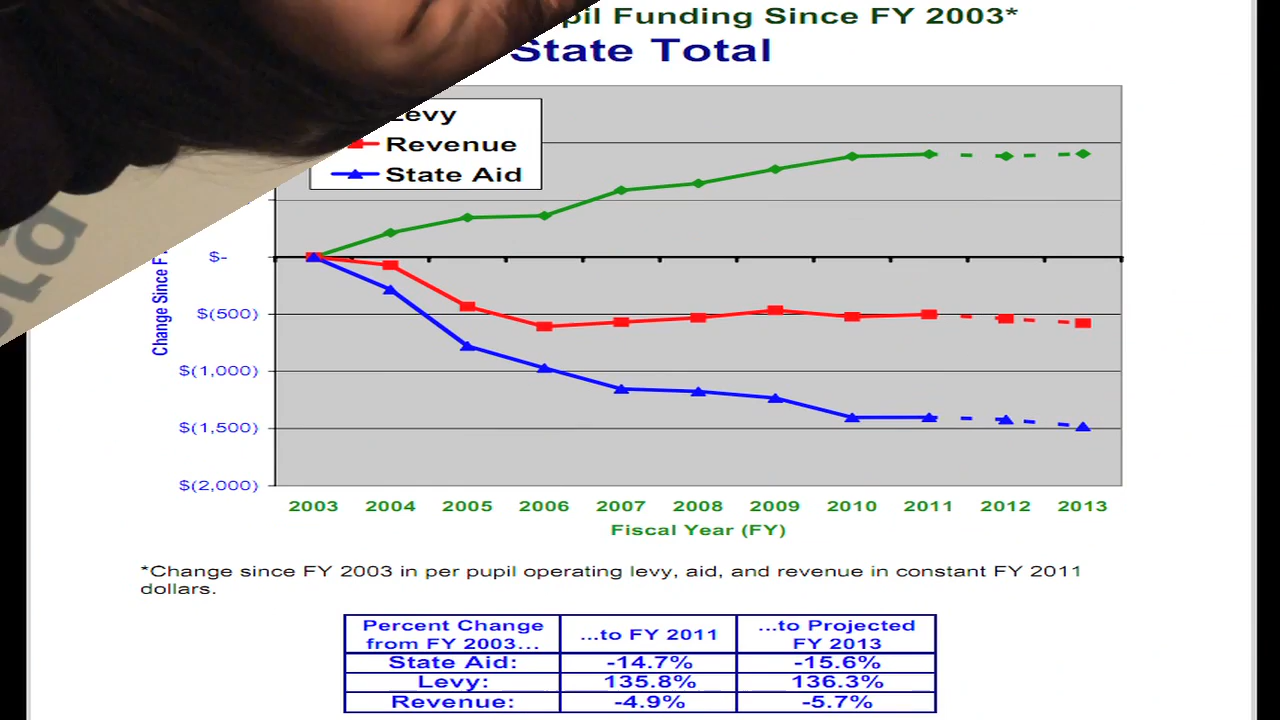 Funding Since FY 2003*
State Total
Levy
Revenue
State Aid
Change Since
$-
$(500)
$(1,000)
$(1,500)
$(2,000)
2003 2004 2005 2006 2007 2008 2009 2010 2011 2012 2013
Fiscal Year (FY)
*Change since FY 2003 in per pupil operating levy, aid, and revenue in constant FY 2011
dollars.
Percent Change from FY 2003... ...to FY 2011 ...to Projected FY 2013
State Aid: -14.7% -15.6%
Levy: 135.8% 136.3%
Revenue: -4.9% -5.7%